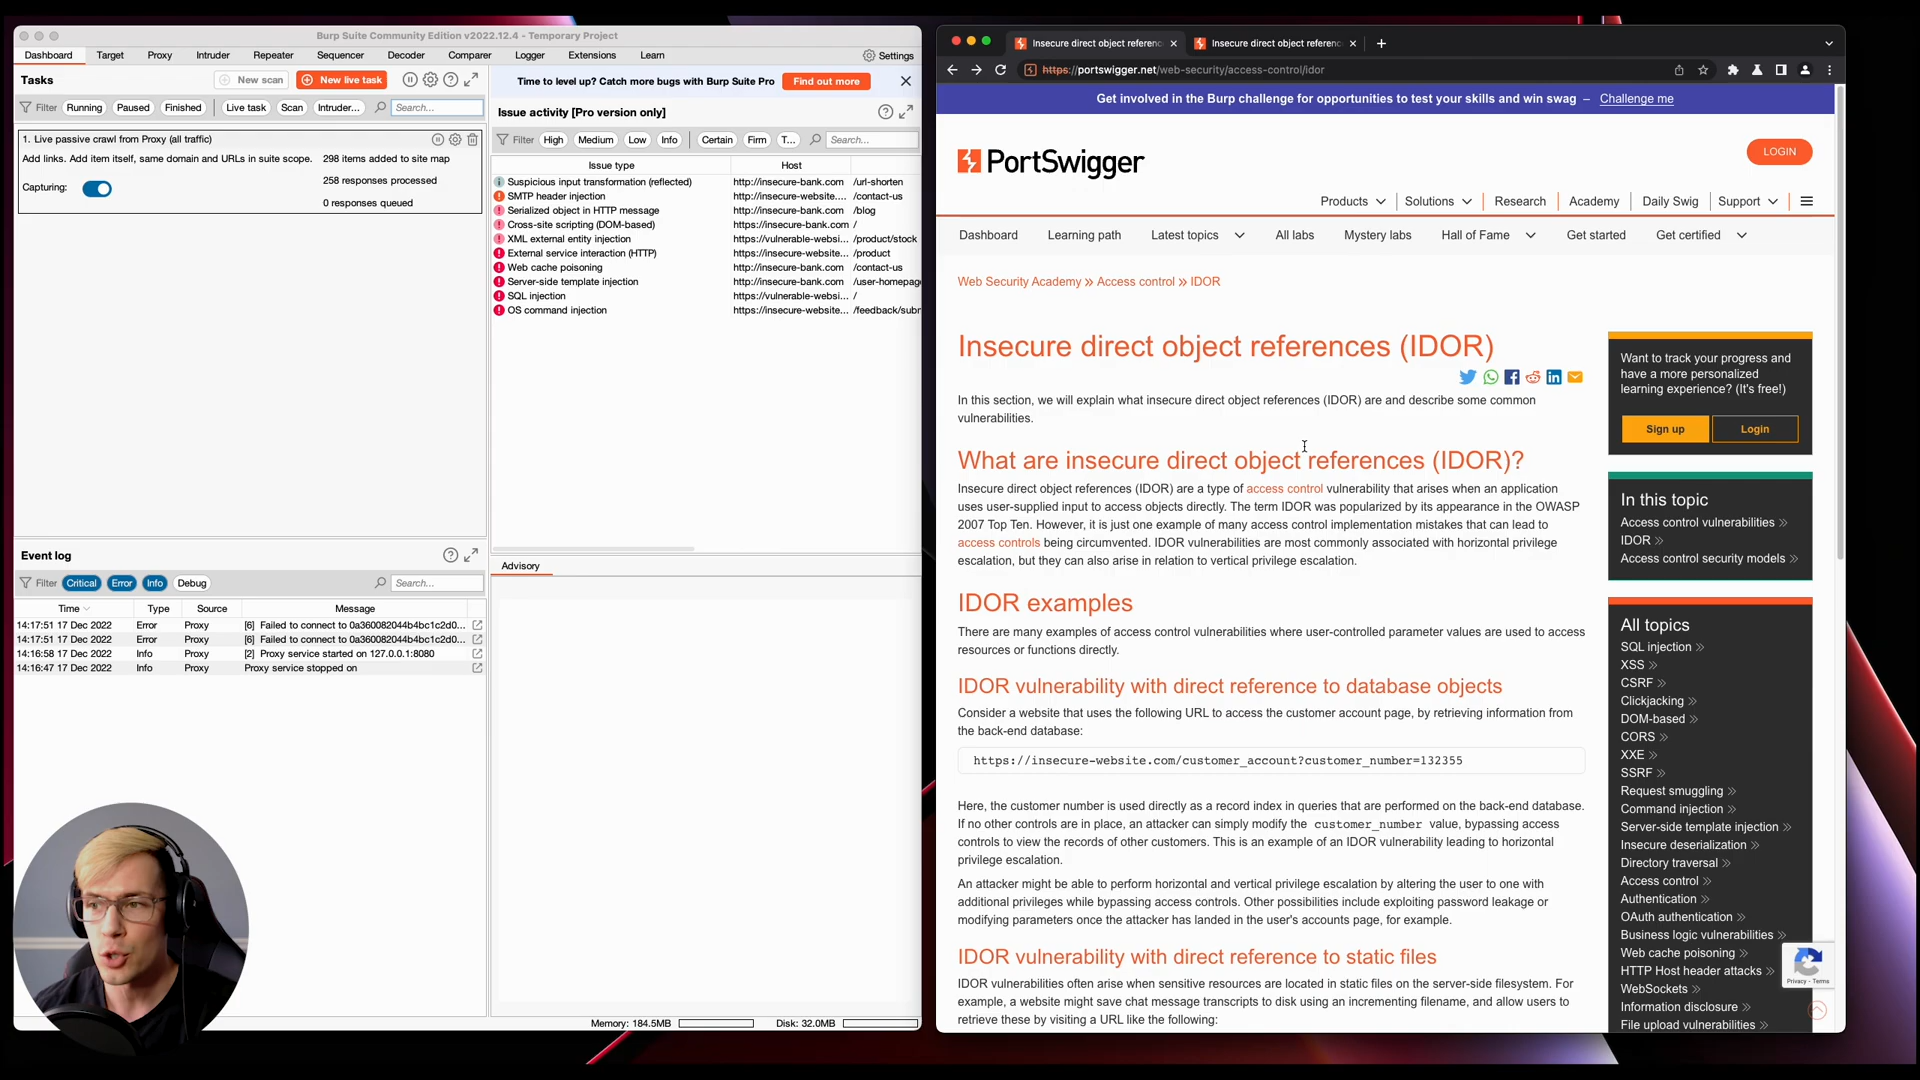 Burp Suite Community Edition v2022.12.4 - Temporary Project
Dashboard Target Proxy Intruder Repeater Sequencer Decoder Comparer Logger Extensions Learn Settings
Tasks New scan New live task
Filter Running Paused Finished Live task Scan Intruder... Search...
1. Live passive crawl from Proxy (all traffic)
Add links. Add item itself, same domain and URLs in suite scope. 298 items added to site map
258 responses processed
Capturing:
0 responses queued
Event log
Filter Critical Error Info Debug Search...
Time Type Source Message
14:17:51 17 Dec 2022 Error Proxy [6] Failed to connect to 0a360082044b4bc1c2d0...
14:17:51 17 Dec 2022 Error Proxy [6] Failed to connect to 0a360082044b4bc1c2d0...
14:16:58 17 Dec 2022 Info Proxy [2] Proxy service started on 127.0.0.1:8080
14:16:47 17 Dec 2022 Info Proxy Proxy service stopped on
Time to level up? Catch more bugs with Burp Suite Pro Find out more
Issue activity [Pro version only]
Filter High Medium Low Info Certain Firm T... Search...
Issue type Host
Suspicious input transformation (reflected) http://insecure-bank.com /url-shorten
SMTP header injection http://insecure-website.... /contact-us
Serialized object in HTTP message http://insecure-bank.com /blog
Cross-site scripting (DOM-based) https://insecure-bank.com /
XML external entity injection https://vulnerable-websi... /product/stock
External service interaction (HTTP) https://insecure-website... /product
Web cache poisoning http://insecure-bank.com /contact-us
Server-side template injection http://insecure-bank.com /user-homepag
SQL injection https://vulnerable-websi... /
OS command injection https://insecure-website... /feedback/subr
Advisory
Memory: 184.5MB Disk: 32.0MB
Insecure direct object referenc Insecure direct object referenc
https://portswigger.net/web-security/access-control/idor
Get involved in the Burp challenge for opportunities to test your skills and win swag – Challenge me
PortSwigger
LOGIN
Products Solutions Research Academy Daily Swig Support
Dashboard Learning path Latest topics All labs Mystery labs Hall of Fame Get started Get certified
Web Security Academy » Access control » IDOR
Insecure direct object references (IDOR)
In this section, we will explain what insecure direct object references (IDOR) are and describe some common
vulnerabilities.
What are insecure direct object references (IDOR)?
Insecure direct object references (IDOR) are a type of access control vulnerability that arises when an application
uses user-supplied input to access objects directly. The term IDOR was popularized by its appearance in the OWASP
2007 Top Ten. However, it is just one example of many access control implementation mistakes that can lead to
access controls being circumvented. IDOR vulnerabilities are most commonly associated with horizontal privilege
escalation, but they can also arise in relation to vertical privilege escalation.
IDOR examples
There are many examples of access control vulnerabilities where user-controlled parameter values are used to access
resources or functions directly.
IDOR vulnerability with direct reference to database objects
Consider a website that uses the following URL to access the customer account page, by retrieving information from
the back-end database:
https://insecure-website.com/customer_account?customer_number=132355
Here, the customer number is used directly as a record index in queries that are performed on the back-end database.
If no other controls are in place, an attacker can simply modify the customer_number value, bypassing access
controls to view the records of other customers. This is an example of an IDOR vulnerability leading to horizontal
privilege escalation.
An attacker might be able to perform horizontal and vertical privilege escalation by altering the user to one with
additional privileges while bypassing access controls. Other possibilities include exploiting password leakage or
modifying parameters once the attacker has landed in the user's accounts page, for example.
IDOR vulnerability with direct reference to static files
IDOR vulnerabilities often arise when sensitive resources are located in static files on the server-side filesystem. For
example, a website might save chat message transcripts to disk using an incrementing filename, and allow users to
retrieve these by visiting a URL like the following:
Want to track your progress and
have a more personalized
learning experience? (It's free!)
Sign up Login
In this topic
Access control vulnerabilities »
IDOR »
Access control security models »
All topics
SQL injection »
XSS »
CSRF »
Clickjacking »
DOM-based »
CORS »
XXE »
SSRF »
Request smuggling »
Command injection »
Server-side template injection »
Insecure deserialization »
Directory traversal »
Access control »
Authentication »
OAuth authentication »
Business logic vulnerabilities »
Web cache poisoning »
HTTP Host header attacks »
WebSockets »
Information disclosure »
File upload vulnerabilities »
Privacy - Terms